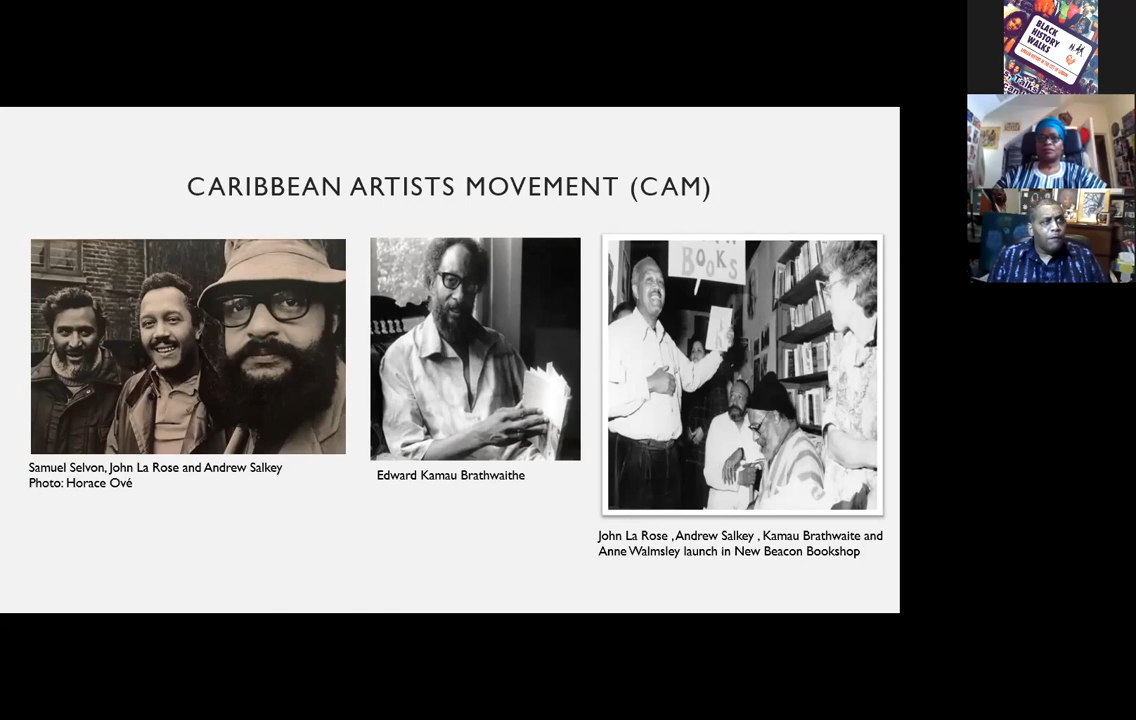 CARIBBEAN ARTISTS MOVEMENT (CAM)
BOOKS
Samuel Selvon, John La Rose and Andrew Salkey
Photo: Horace Ové
Edward Kamau Brathwaithe
John La Rose , Andrew Salkey , Kamau Brathwaite and
Anne Walmsley launch in New Beacon Bookshop
BLACK
HISTORY
WALKS